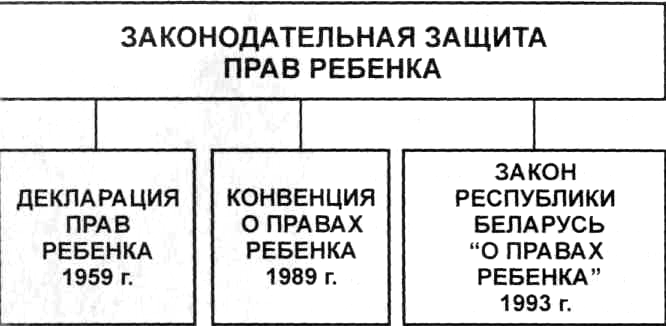 ЗАКОНОДАТЕЛЬНАЯ ЗАЩИТА
ПРАВ РЕБЕНКА
ДЕКЛАРАЦИЯ
ПРАВ
РЕБЕНКА
1959 г.
КОНВЕНЦИЯ
О ПРАВАХ
РЕБЕНКА
1989 г.
ЗАКОН
РЕСПУБЛИКИ
БЕЛАРУСЬ
“О ПРАВАХ
РЕБЕНКА”
1993 г.